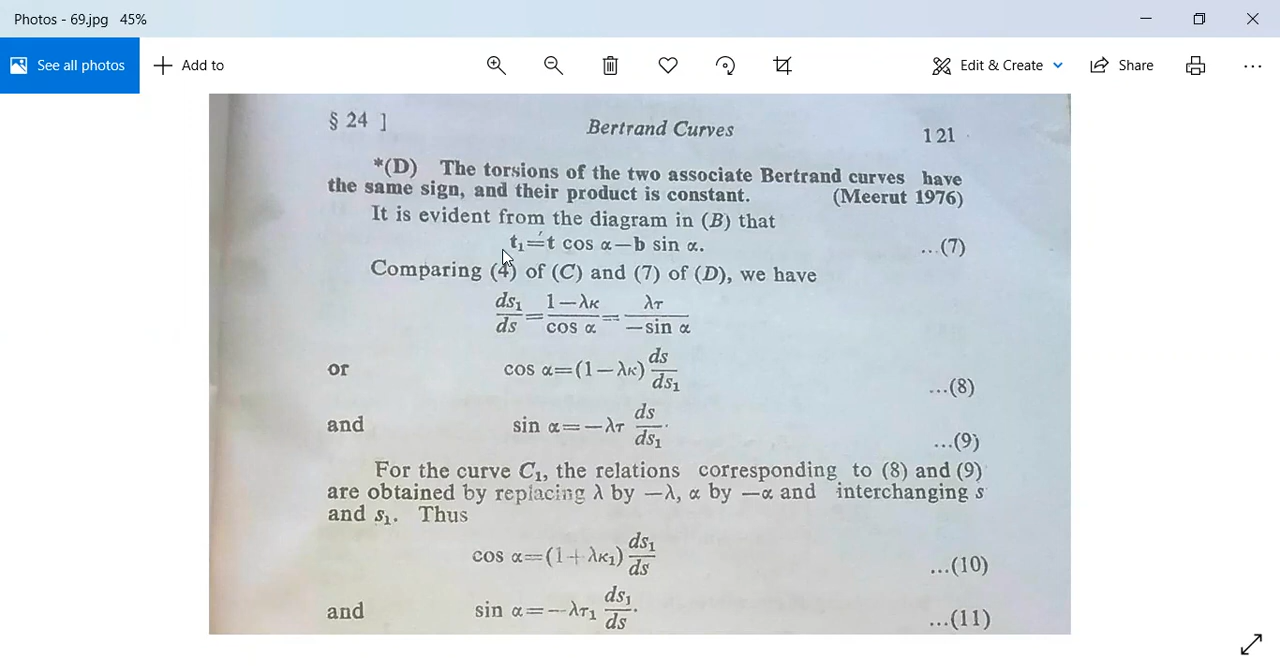 Photos - 69.jpg 45%
See all photos
Add to
Edit & Create
Share
§ 24 ]
Bertrand Curves
121
*(D) The torsions of the two associate Bertrand curves have
the same sign, and their product is constant. (Meerut 1976)
It is evident from the diagram in (B) that
t₁=t cos α—b sin α. ...(7)
Comparing (4) of (C) and (7) of (D), we have
ds₁/ds = (1—λκ)/cos α = λτ/—sin α
or cos α=(1—λκ) ds/ds₁ ...(8)
and sin α=—λτ ds/ds₁. ...(9)
For the curve C₁, the relations corresponding to (8) and (9)
are obtained by replacing λ by —λ, α by —α and interchanging s
and s₁. Thus
cos α=(1+λκ₁) ds₁/ds ...(10)
and sin α=—λτ₁ ds₁/ds. ...(11)